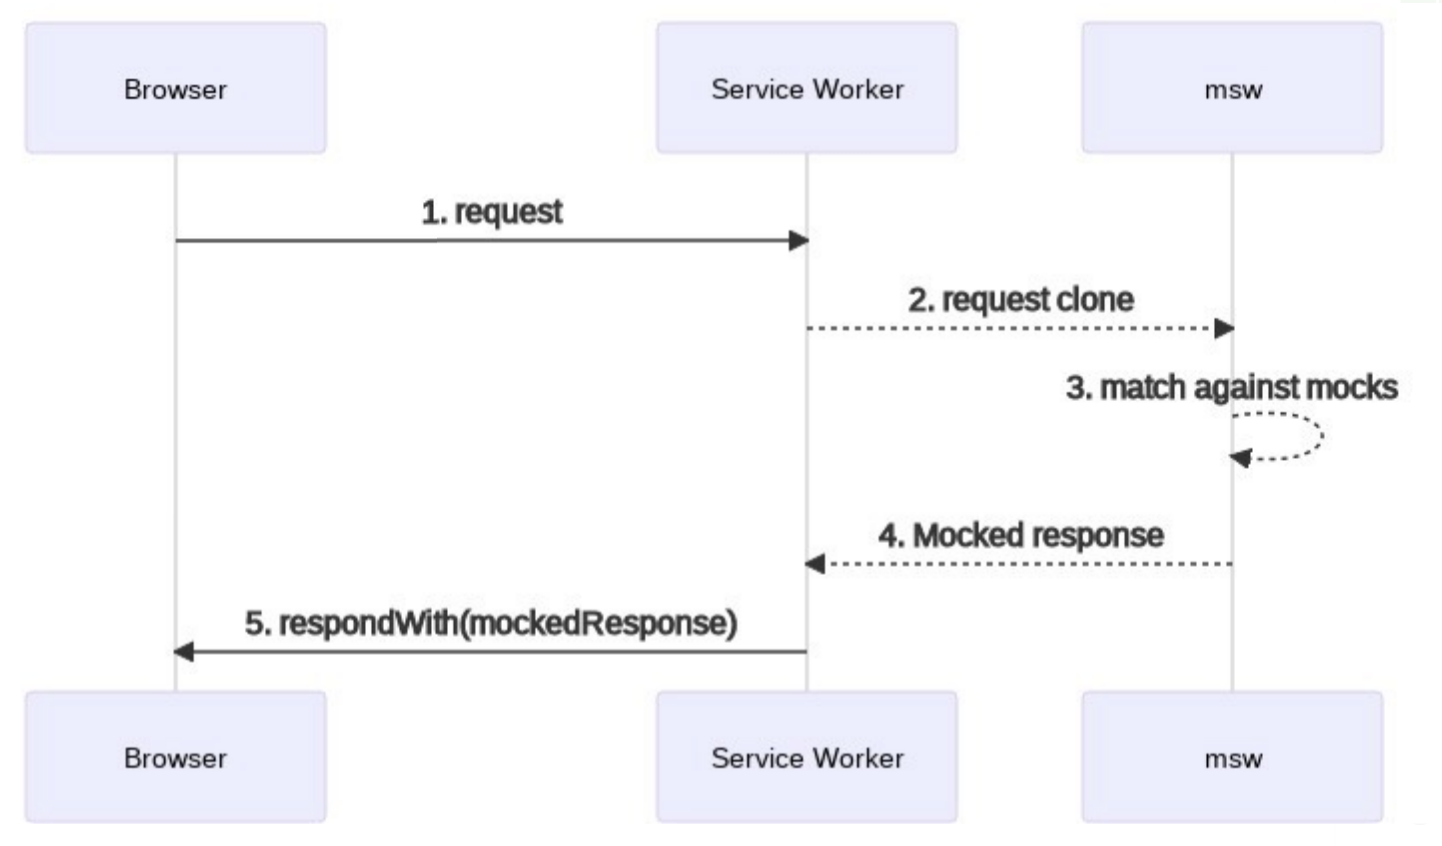 Browser
Service Worker
msw
1. request
2. request clone
3. match against mocks
4. Mocked response
5. respondWith(mockedResponse)
Browser
Service Worker
msw